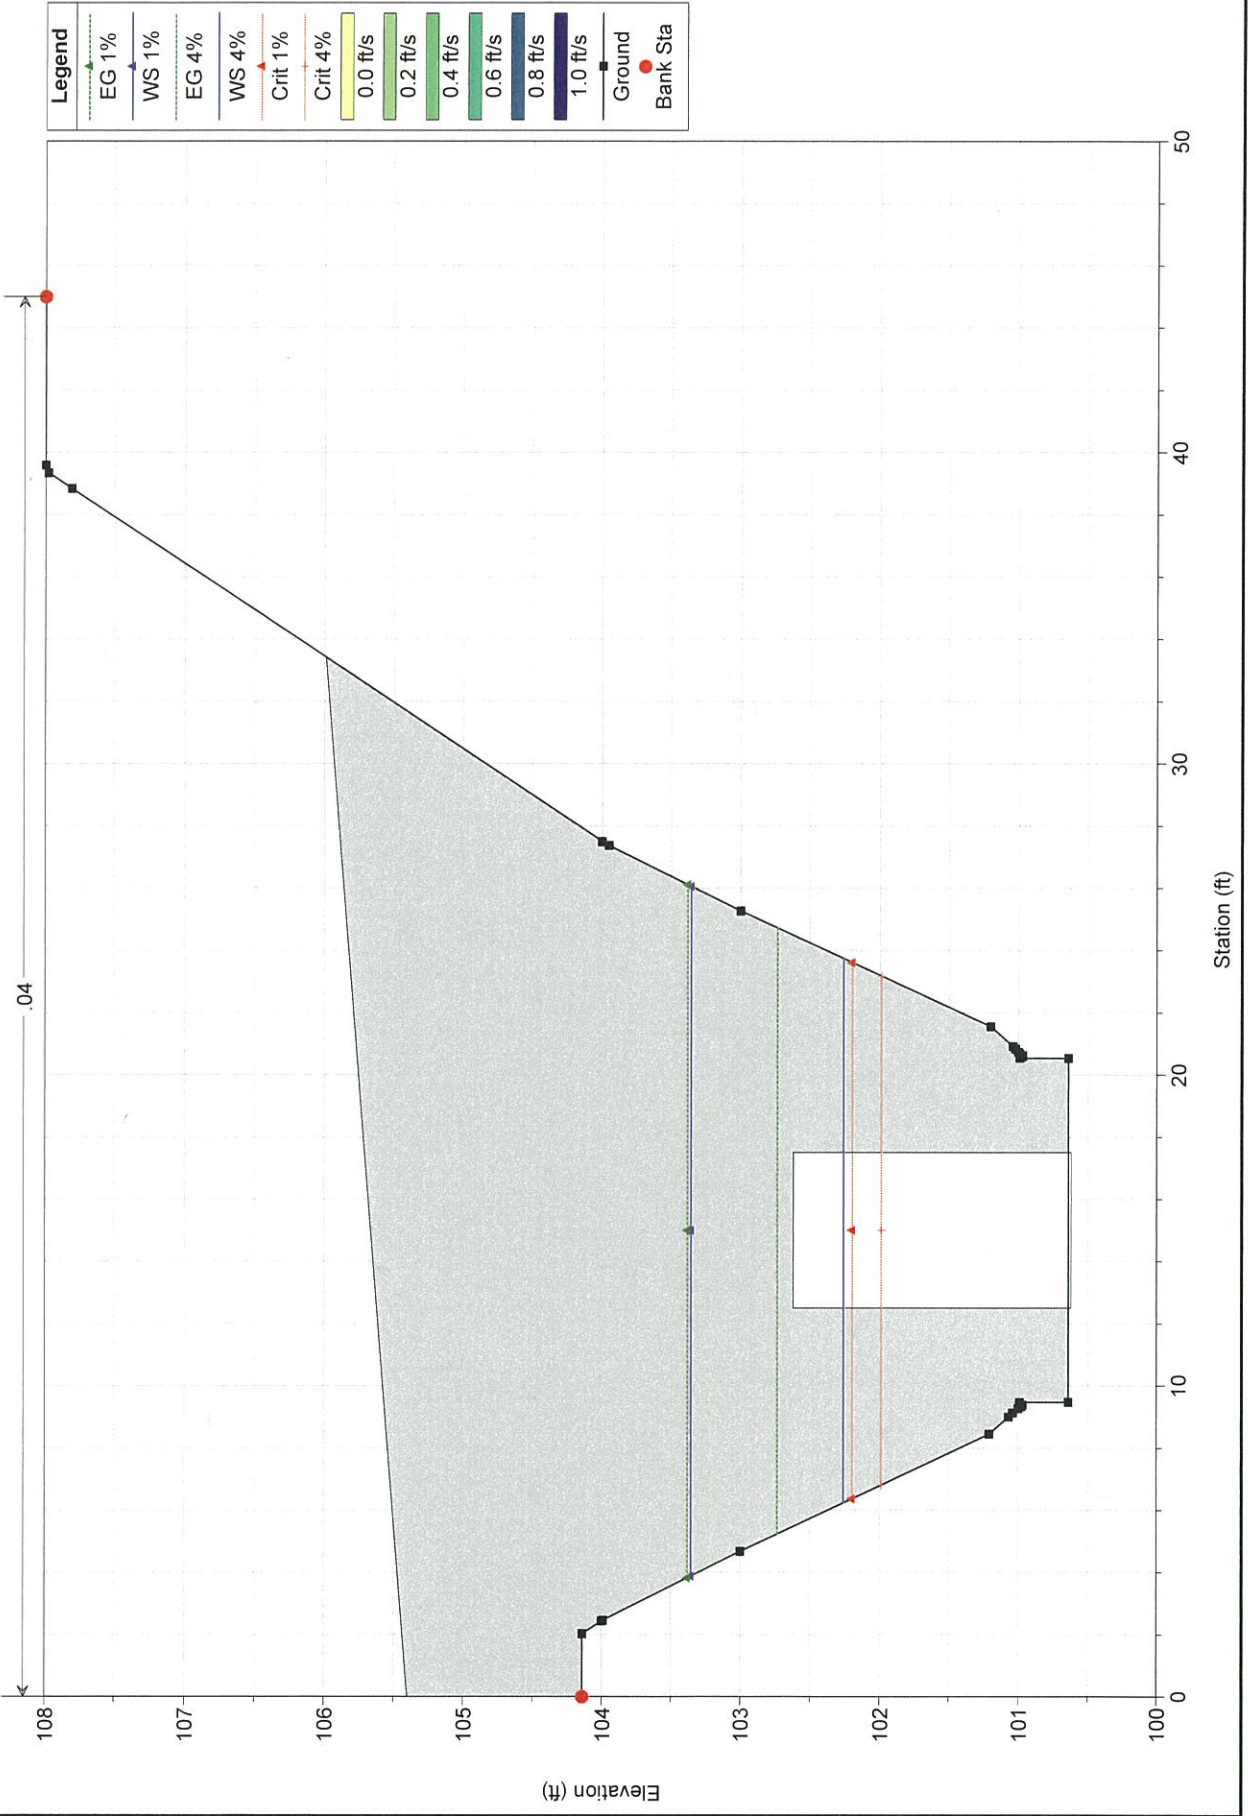 .04
Legend
EG 1%
WS 1%
EG 4%
WS 4%
Crit 1%
Crit 4%
0.0 ft/s
0.2 ft/s
0.4 ft/s
0.6 ft/s
0.8 ft/s
1.0 ft/s
Ground
Bank Sta
Elevation (ft)
108
107
106
105
104
103
102
101
100
0
10
20
30
40
50
Station (ft)